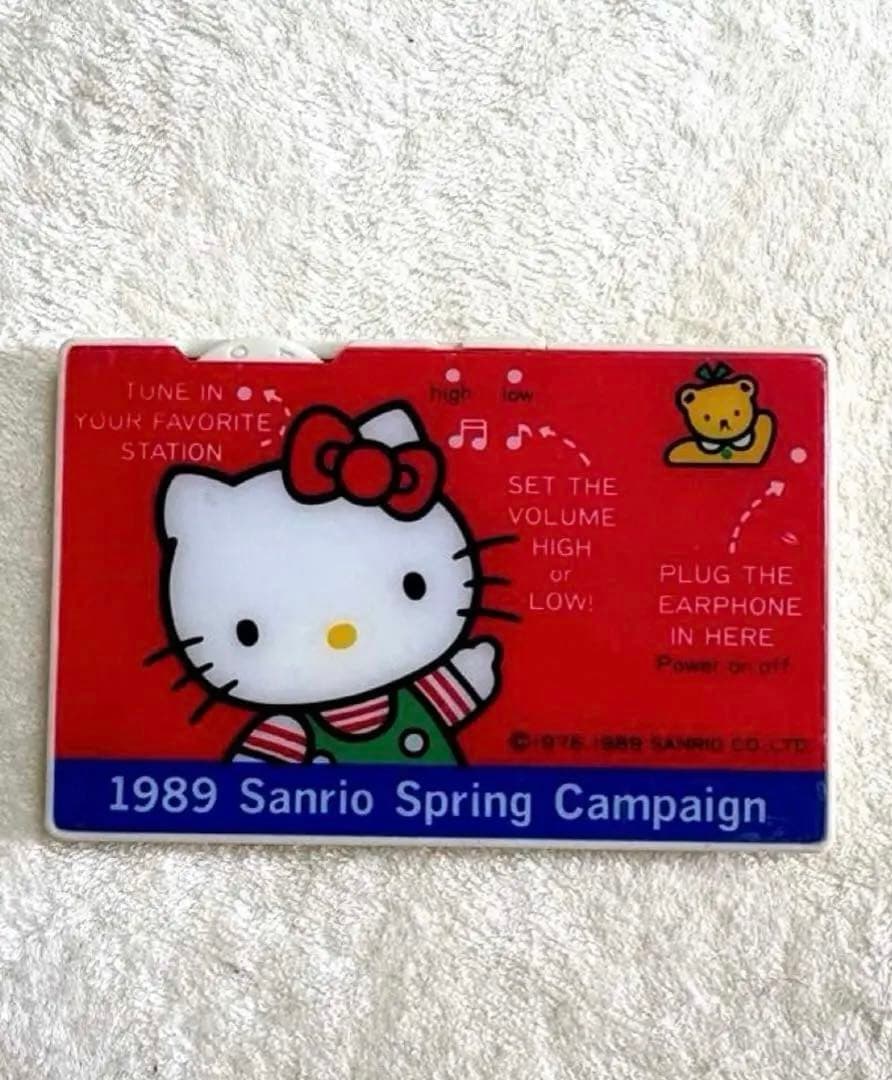 TUNE IN
YOUR FAVORITE
STATION
high low
SET THE
VOLUME
HIGH
or
LOW!
PLUG THE
EARPHONE
IN HERE
Power on off
©1976, 1989 SANRIO CO., LTD.
1989 Sanrio Spring Campaign